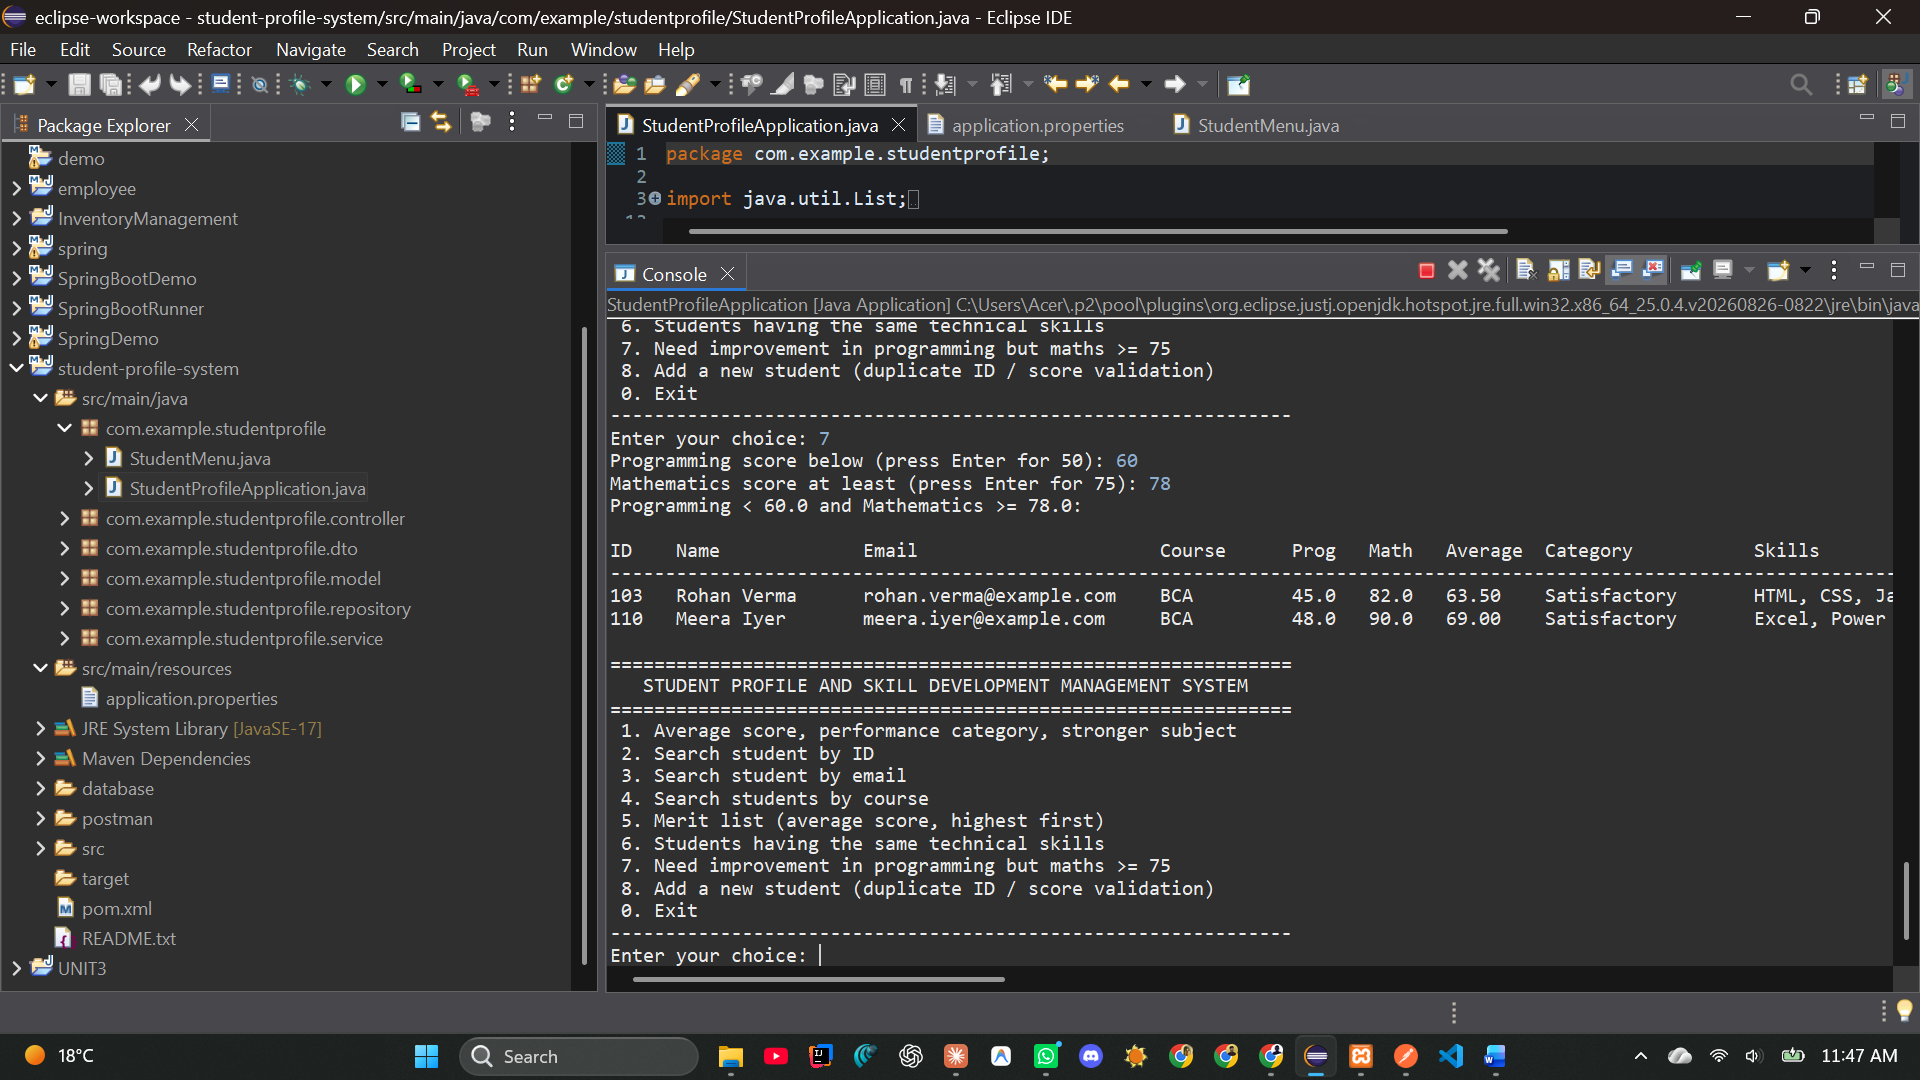 eclipse-workspace - student-profile-system/src/main/java/com/example/studentprofile/StudentProfileApplication.java - Eclipse IDE
File Edit Source Refactor Navigate Search Project Run Window Help
Package Explorer
demo
employee
InventoryManagement
spring
SpringBootDemo
SpringBootRunner
SpringDemo
student-profile-system
src/main/java
com.example.studentprofile
StudentMenu.java
StudentProfileApplication.java
com.example.studentprofile.controller
com.example.studentprofile.dto
com.example.studentprofile.model
com.example.studentprofile.repository
com.example.studentprofile.service
src/main/resources
application.properties
JRE System Library [JavaSE-17]
Maven Dependencies
database
postman
src
target
pom.xml
README.txt
UNIT3
StudentProfileApplication.java application.properties StudentMenu.java
1 package com.example.studentprofile;
2
3 import java.util.List;
Console
StudentProfileApplication [Java Application] C:\Users\Acer\.p2\pool\plugins\org.eclipse.justj.openjdk.hotspot.jre.full.win32.x86_64_25.0.4.v20260826-0822\jre\bin\java
6. Students having the same technical skills
7. Need improvement in programming but maths >= 75
8. Add a new student (duplicate ID / score validation)
0. Exit
--------------------------------------------------------------
Enter your choice: 7
Programming score below (press Enter for 50): 60
Mathematics score at least (press Enter for 75): 78
Programming < 60.0 and Mathematics >= 78.0:
ID Name Email Course Prog Math Average Category Skills
---------------------------------------------------------------------------------------------------------------------
103 Rohan Verma rohan.verma@example.com BCA 45.0 82.0 63.50 Satisfactory HTML, CSS, Ja
110 Meera Iyer meera.iyer@example.com BCA 48.0 90.0 69.00 Satisfactory Excel, Power
==============================================================
STUDENT PROFILE AND SKILL DEVELOPMENT MANAGEMENT SYSTEM
==============================================================
1. Average score, performance category, stronger subject
2. Search student by ID
3. Search student by email
4. Search students by course
5. Merit list (average score, highest first)
6. Students having the same technical skills
7. Need improvement in programming but maths >= 75
8. Add a new student (duplicate ID / score validation)
0. Exit
--------------------------------------------------------------
Enter your choice:
18°C Search 11:47 AM